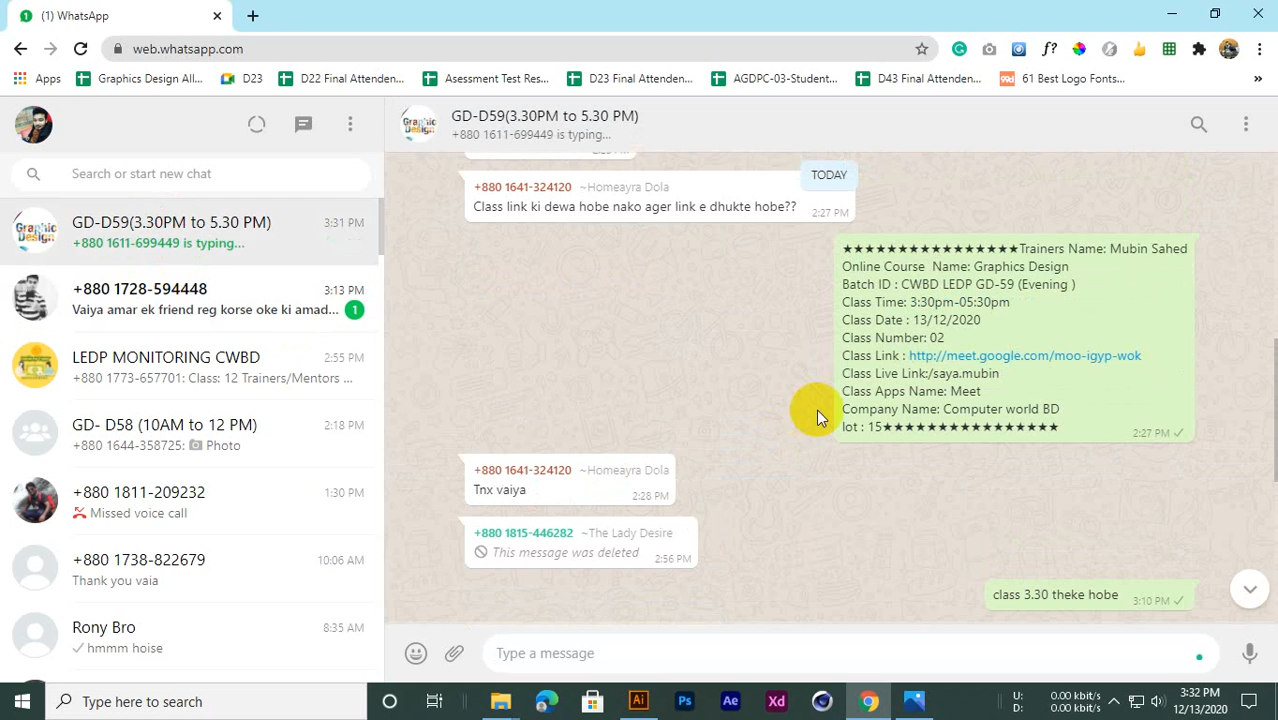 (1) WhatsApp
web.whatsapp.com
Apps
Graphics Design All...
D23
D22 Final Attenden...
Asessment Test Res...
D23 Final Attenden...
AGDPC-03-Student...
D43 Final Attenden...
61 Best Logo Fonts...
Search or start new chat
GD-D59(3.30PM to 5.30 PM) 3:31 PM
+880 1611-699449 is typing...
+880 1728-594448 3:13 PM
Vaiya amar ek friend reg korse oke ki amad... 1
LEDP MONITORING CWBD 2:55 PM
+880 1773-657701: Class: 12 Trainers/Mentors ...
GD- D58 (10AM to 12 PM) 2:18 PM
+880 1644-358725: Photo
+880 1811-209232 1:30 PM
Missed voice call
+880 1738-822679 10:06 AM
Thank you vaia
Rony Bro 8:35 AM
hmmm hoise
GD-D59(3.30PM to 5.30 PM)
+880 1611-699449 is typing...
TODAY
+880 1641-324120 ~Homeayra Dola
Class link ki dewa hobe nako ager link e dhukte hobe?? 2:27 PM
★★★★★★★★★★★★★★★★Trainers Name: Mubin Sahed
Online Course Name: Graphics Design
Batch ID : CWBD LEDP GD-59 (Evening )
Class Time: 3:30pm-05:30pm
Class Date : 13/12/2020
Class Number: 02
Class Link : http://meet.google.com/moo-igyp-wok
Class Live Link:/saya.mubin
Class Apps Name: Meet
Company Name: Computer world BD
lot : 15★★★★★★★★★★★★★★★★ 2:27 PM
+880 1641-324120 ~Homeayra Dola
Tnx vaiya 2:28 PM
+880 1815-446282 ~The Lady Desire
This message was deleted 2:56 PM
class 3.30 theke hobe 3:10 PM
Type a message
Type here to search
Ai
Ps
Ae
Xd
U: 0.00 kbit/s
D: 0.00 kbit/s
3:32 PM
12/13/2020